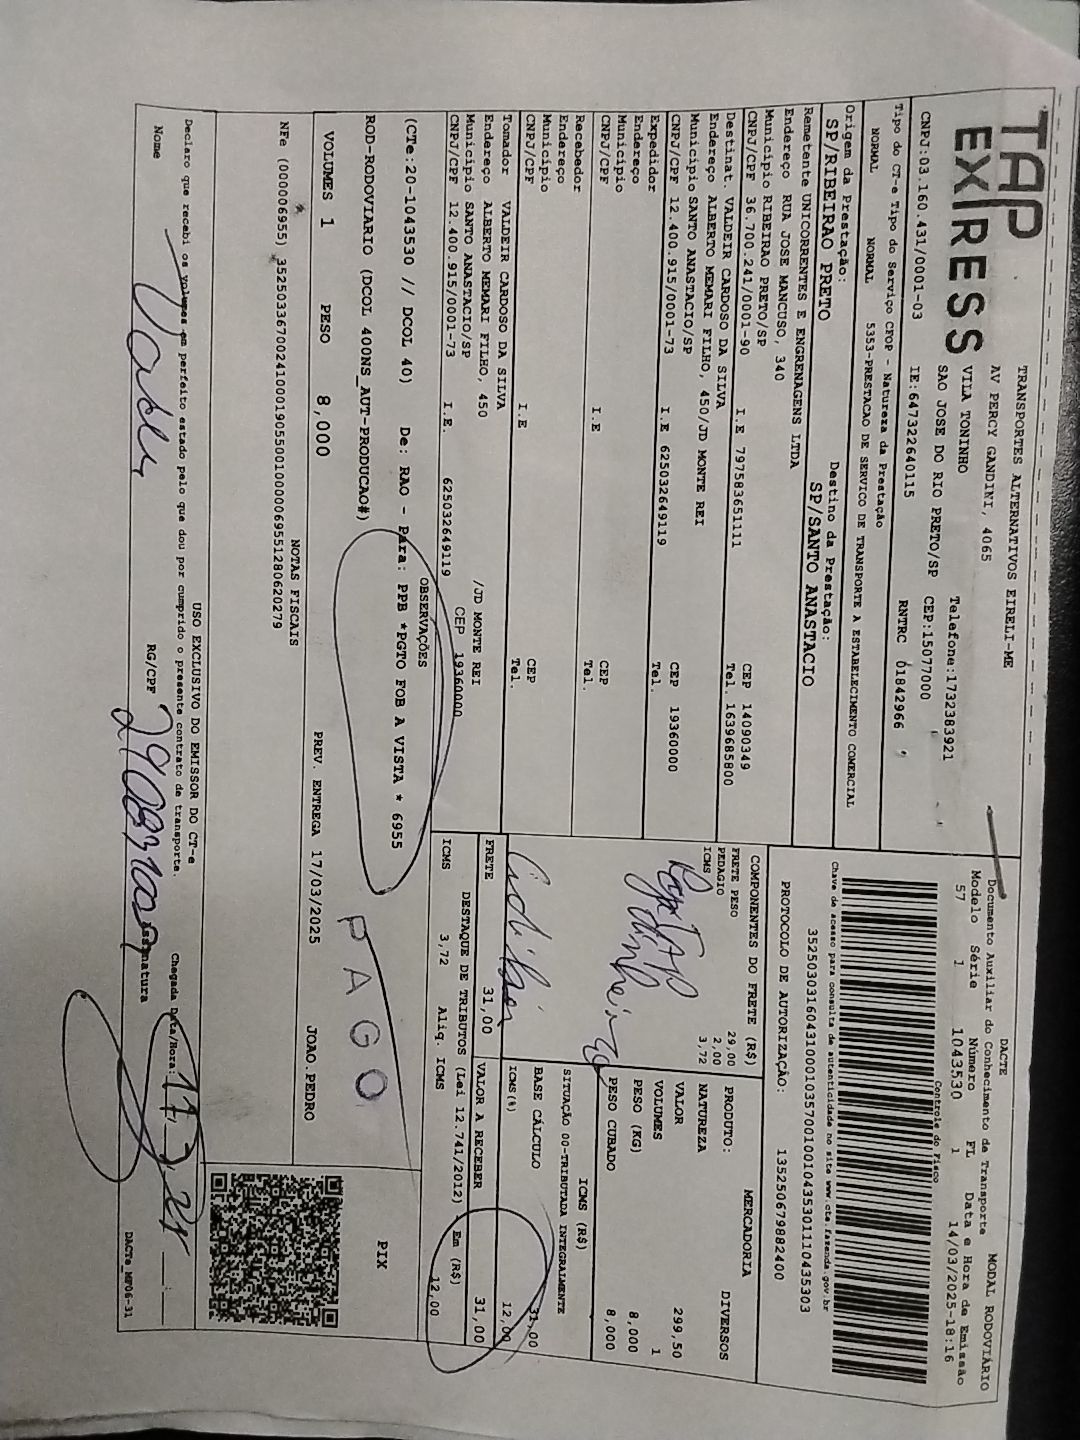 TAP
EXPRESS
TRANSPORTES ALTERNATIVOS EIRELI-ME
AV PERCY GANDINI, 4065
VILA TONINHO
SAO JOSE DO RIO PRETO/SP CEP:15077000
Telefone:1732383921
CNPJ:03.160.431/0001-03 IE:647322640115 RNTRC 01842966
Tipo do CT-e Tipo do Serviço CFOP - Natureza da Prestação
NORMAL NORMAL 5353-PRESTACAO DE SERVICO DE TRANSPORTE A ESTABELECIMENTO COMERCIAL
Origem da Prestação: Destino da Prestação:
SP/RIBEIRAO PRETO SP/SANTO ANASTACIO
Remetente UNICORRENTES E ENGRENAGENS LTDA
Endereço RUA JOSE MANCUSO, 340
Município RIBEIRAO PRETO/SP CEP 14090349
CNPJ/CPF 36.700.241/0001-90 I.E 797583651111 Tel. 1639685800
Destinat. VALDEIR CARDOSO DA SILVA
Endereço ALBERTO MEMARI FILHO, 450/JD MONTE REI
Município SANTO ANASTACIO/SP CEP 19360000
CNPJ/CPF 12.400.915/0001-73 I.E 625032649119 Tel.
Expedidor
Endereço
Município CEP
CNPJ/CPF I.E Tel.
Recebedor
Endereço
Município CEP
CNPJ/CPF I.E Tel.
Tomador VALDEIR CARDOSO DA SILVA
Endereço ALBERTO MEMARI FILHO, 450 /JD MONTE REI
Município SANTO ANASTACIO/SP CEP 19360000
CNPJ/CPF 12.400.915/0001-73 I.E. 625032649119
DACTE MODAL RODOVIÁRIO
Documento Auxiliar do Conhecimento de Transporte
Modelo Série Número FL Data e Hora de Emissão
57 1 1043530 1 14/03/2025-18:16
Controle do Fisco
Chave de acesso para consulta de autenticidade no site www.cte.fazenda.gov.br
35250303160431000103570010010435301110435303
PROTOCOLO DE AUTORIZAÇÃO: 135250679882400
COMPONENTES DO FRETE (R$)
FRETE PESO 29,00
PEDAGIO 2,00
ICMS 3,72
FRETE 31,00
MERCADORIA
PRODUTO: DIVERSOS
NATUREZA
VALOR 299,50
VOLUMES 1
PESO (KG) 8,000
PESO CUBADO 8,000
ICMS (R$)
SITUAÇÃO 00-TRIBUTADA INTEGRALMENTE
BASE CÁLCULO 31,00
ICMS(%) 12,00
VALOR A RECEBER 31,00
DESTAQUE DE TRIBUTOS (Lei 12.741/2012) Em (R$)
ICMS 3,72 Aliq. ICMS 12,00
OBSERVAÇÕES
(CTe:20-1043530 // DCOL 40) De: RAO - Para: PPB *PGTO FOB A VISTA * 6955
ROD-RODOVIARIO (DCOL 400NS_AUT-PRODUCAO#)
PAGO
PIX
VOLUMES 1 PESO 8,000 PREV. ENTREGA 17/03/2025 JOAO.PEDRO
NOTAS FISCAIS
NFe (000006955) 35250336700241000190550010000069551280620279
USO EXCLUSIVO DO EMISSOR DO CT-e
Declaro que recebi os volumes em perfeito estado pelo que dou por cumprido o presente contrato de transporte.
Chegada Data/Hora:
Nome RG/CPF Assinatura
DACTe_MP06-31